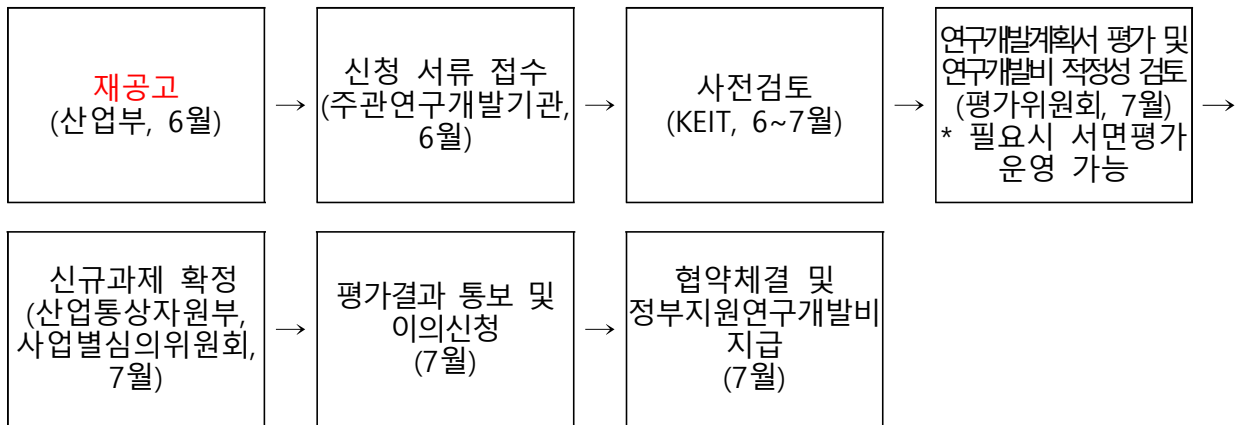 재공고
(산업부, 6월)
→
신청 서류 접수
(주관연구개발기관,
6월)
→
사전검토
(KEIT, 6~7월)
→
연구개발계획서 평가 및
연구개발비 적정성 검토
(평가위원회, 7월)
* 필요시 서면평가
운영 가능
→
신규과제 확정
(산업통상자원부,
사업별심의위원회,
7월)
→
평가결과 통보 및
이의신청
(7월)
→
협약체결 및
정부지원연구개발비
지급
(7월)